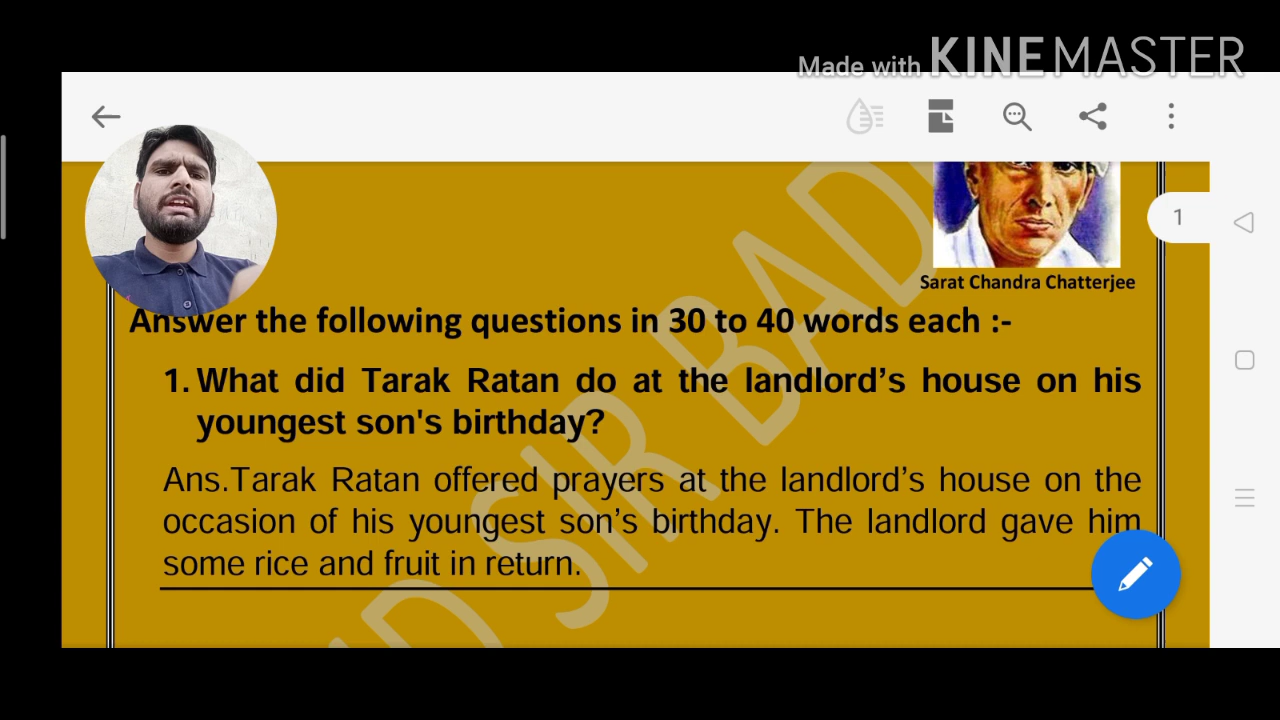 Made with KINEMASTER
1
Sarat Chandra Chatterjee
Answer the following questions in 30 to 40 words each :-
1. What did Tarak Ratan do at the landlord’s house on his
youngest son's birthday?
Ans.Tarak Ratan offered prayers at the landlord’s house on the
occasion of his youngest son’s birthday. The landlord gave him
some rice and fruit in return.
SIR BAD